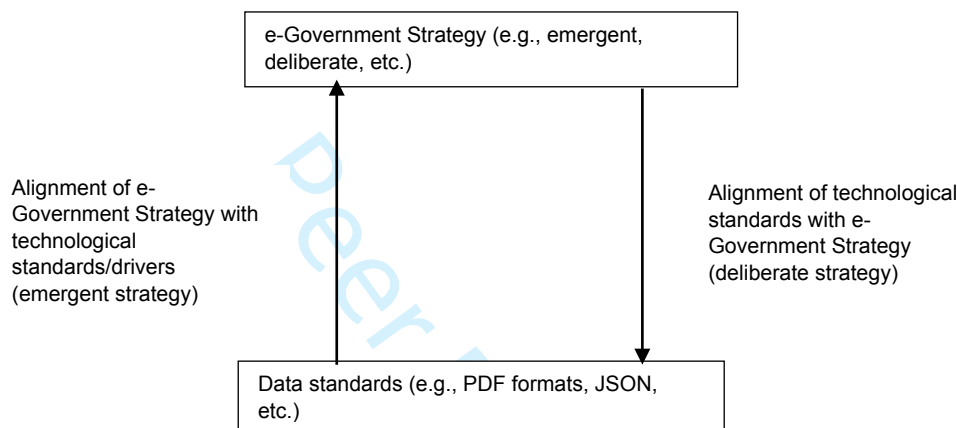 e-Government Strategy (e.g., emergent,
deliberate, etc.)
Alignment of e-
Government Strategy with
technological
standards/drivers
(emergent strategy)
Alignment of technological
standards with e-
Government Strategy
(deliberate strategy)
Peer
Data standards (e.g., PDF formats, JSON,
etc.)